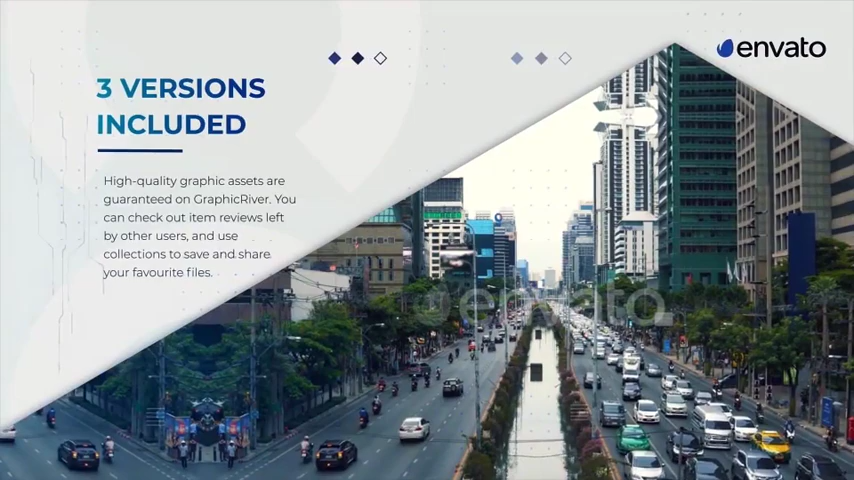 envato
3 VERSIONS
INCLUDED
High-quality graphic assets are
guaranteed on GraphicRiver. You
can check out item reviews left
by other users, and use
collections to save and share
your favourite files.
envato